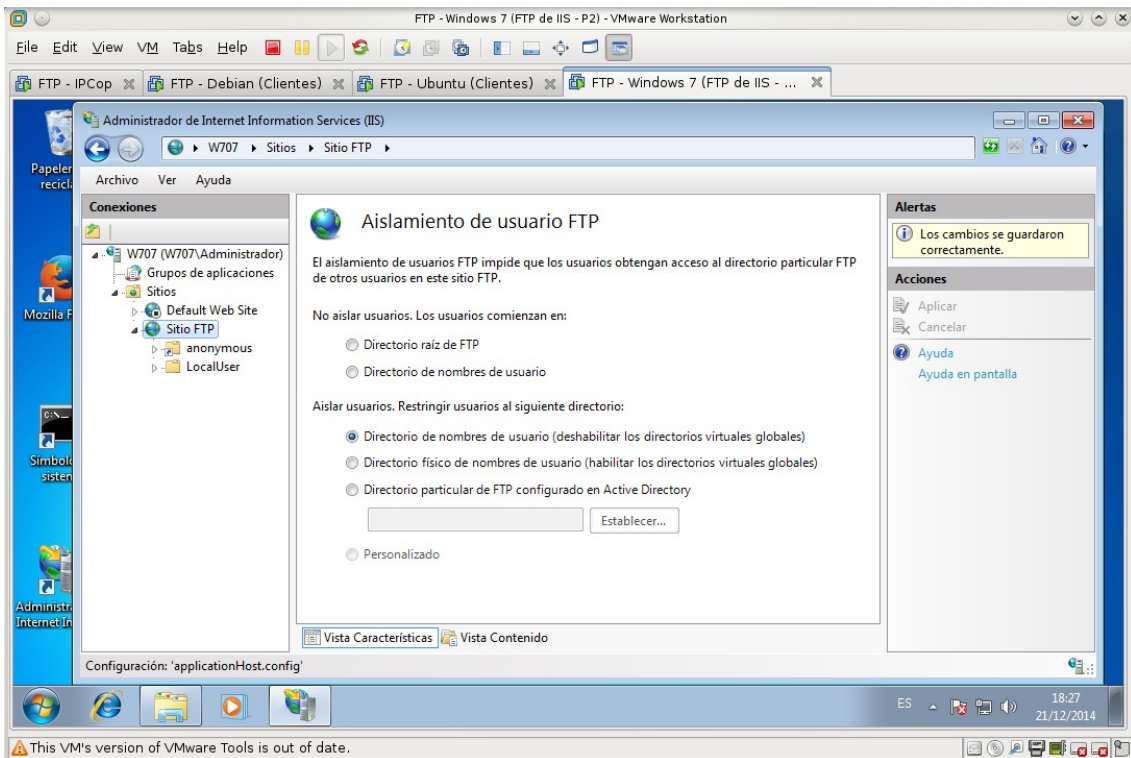 FTP - Windows 7 (FTP de IIS - P2) - VMware Workstation
File Edit View VM Tabs Help
FTP - IPCop
FTP - Debian (Clientes)
FTP - Ubuntu (Clientes)
FTP - Windows 7 (FTP de IIS - ...
Administrador de Internet Information Services (IIS)
W707 Sitios Sitio FTP
Archivo Ver Ayuda
Conexiones
W707 (W707\Administrador)
Grupos de aplicaciones
Sitios
Default Web Site
Sitio FTP
anonymous
LocalUser
Aislamiento de usuario FTP
El aislamiento de usuarios FTP impide que los usuarios obtengan acceso al directorio particular FTP
de otros usuarios en este sitio FTP.
No aislar usuarios. Los usuarios comienzan en:
Directorio raíz de FTP
Directorio de nombres de usuario
Aislar usuarios. Restringir usuarios al siguiente directorio:
Directorio de nombres de usuario (deshabilitar los directorios virtuales globales)
Directorio físico de nombres de usuario (habilitar los directorios virtuales globales)
Directorio particular de FTP configurado en Active Directory
Establecer...
Personalizado
Vista Características
Vista Contenido
Alertas
Los cambios se guardaron
correctamente.
Acciones
Aplicar
Cancelar
Ayuda
Ayuda en pantalla
Configuración: 'applicationHost.config'
Papeler
recicla
Mozilla F
C:\
Símbolo
sisten
Administra
Internet In
ES
18:27
21/12/2014
This VM's version of VMware Tools is out of date.